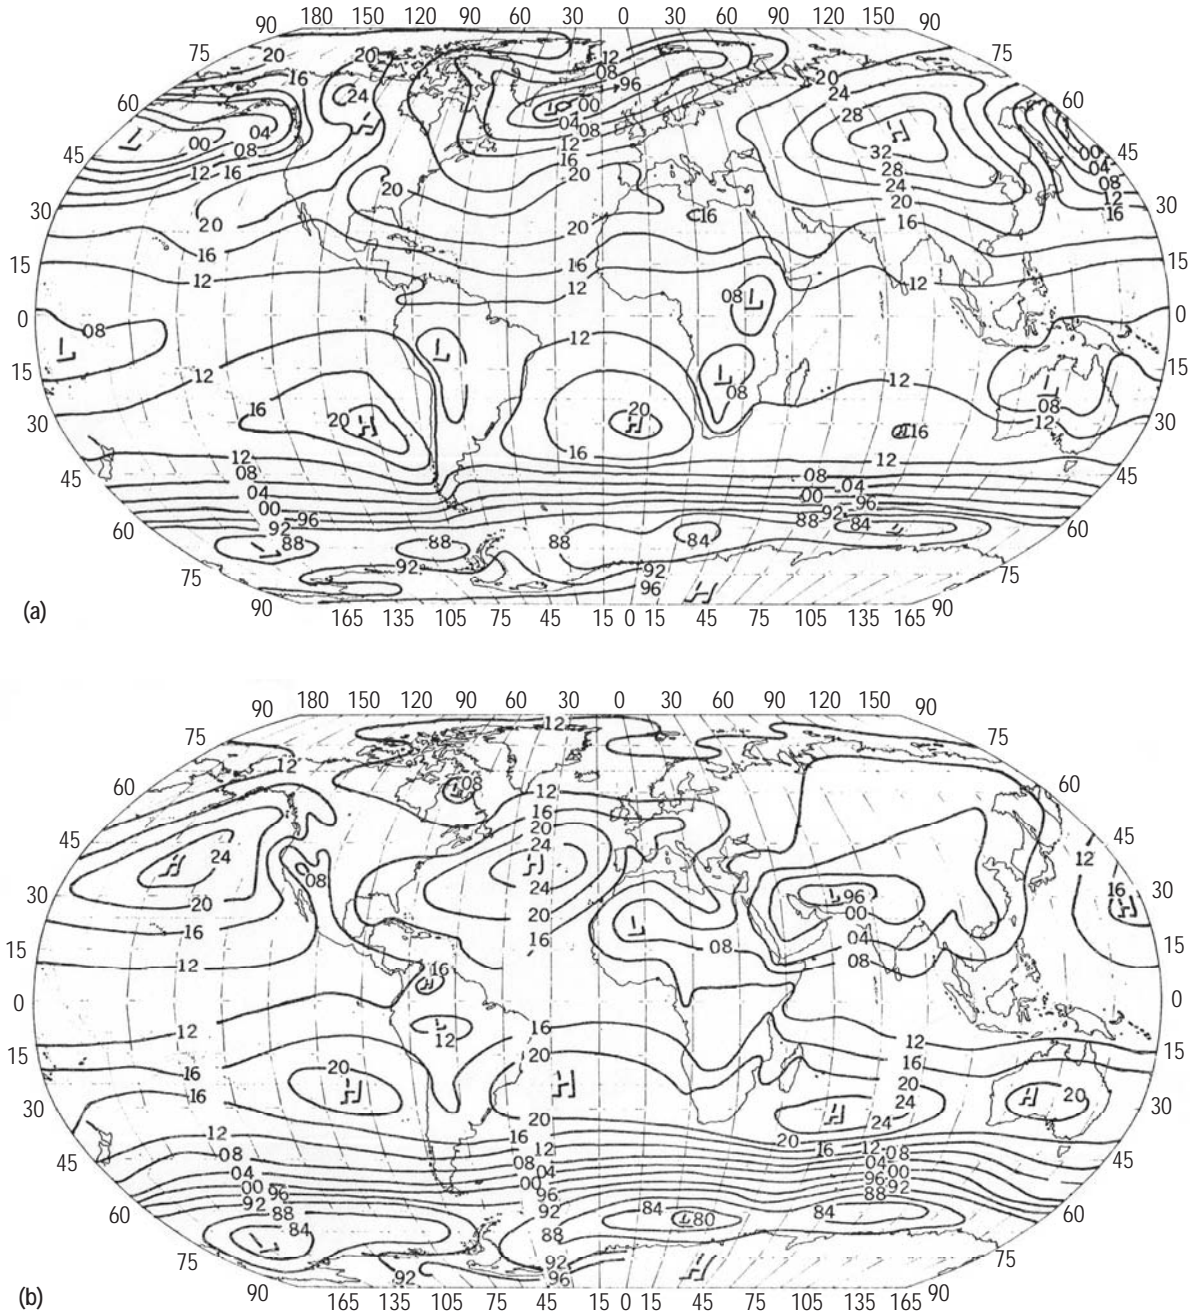 90 180 150 120 90 60 30 0 30 60 90 120 150 90
75 20 20 12 08 96 20 75
60 16 24 L 00 04 08 24 28 H 60
L 00 04 08 H 12 32 00
45 12 16 20 16 20 28 24 04 45
30 20 20 16 20 16 08 12 16 30
15 16 12 16 12 12 15
0 08 08 L 0
L 12 L 12 L 12 L
15 08 08 15
30 16 20 H 20 H 16 12 30
12 16 12
45 08 08 04 45
60 04 00 96 00 96 92 60
92 88 88 88 84 88 84 L
L
75 92 92 75
90 96 H 90
(a) 165 135 105 75 45 15 0 15 45 75 105 135 165
90 180 150 120 90 60 30 0 30 60 90 120 150 90
75 12 75
60 12 L 08 12 60
45 16 20 12 45
H 24 24 H 16
30 08 24 L 96 H 30
20 20 L 00
15 16 16 08 04 15
12 16 H 08
0 0
12 L 12 16 12
15 16 20 16 15
20 H H 20 24 H H 20
30 16 20 24 30
12 16 20 16 12 08
45 08 12 04 00 45
04 08 04 96 92
00 96 00 96 88
60 92 88 84 92 84 L 80 84 60
L 88
75 92 92 75
90 96 H 90
(b) 165 135 105 75 45 15 0 15 45 75 105 135 165